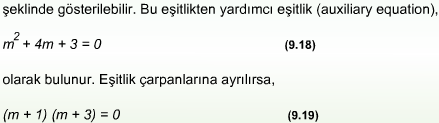 şeklinde gösterilebilir. Bu eşitlikten yardımcı eşitlik (auxiliary equation),
m² + 4m + 3 = 0 (9.18)
olarak bulunur. Eşitlik çarpanlarına ayrılırsa,
(m + 1) (m + 3) = 0 (9.19)